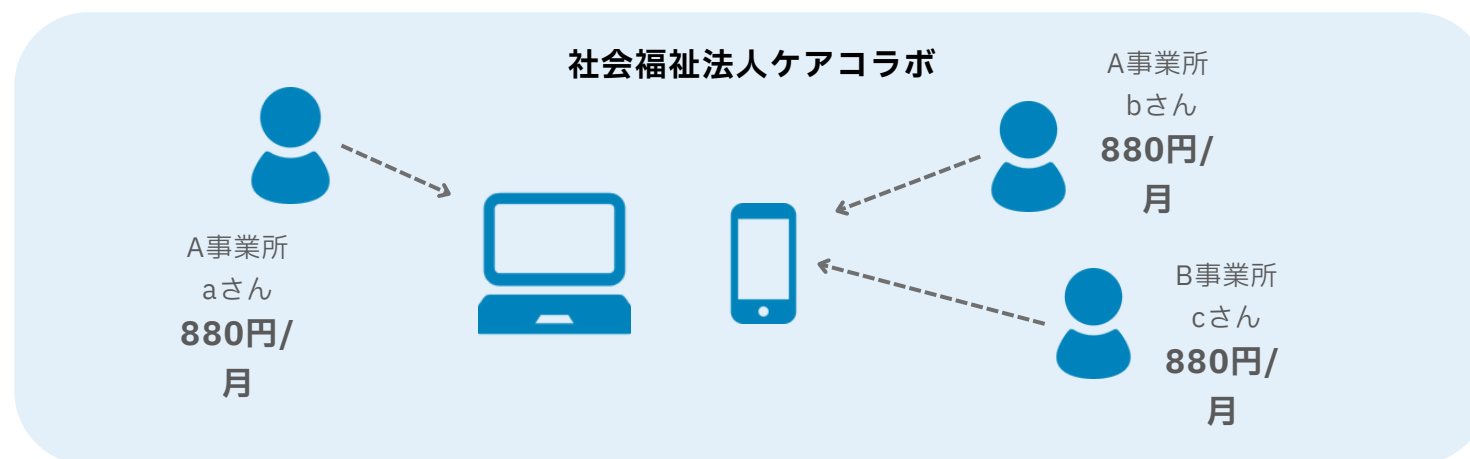 社会福祉法人ケアコラボ
A事業所
aさん
880円/
月
A事業所
bさん
880円/
月
B事業所
cさん
880円/
月